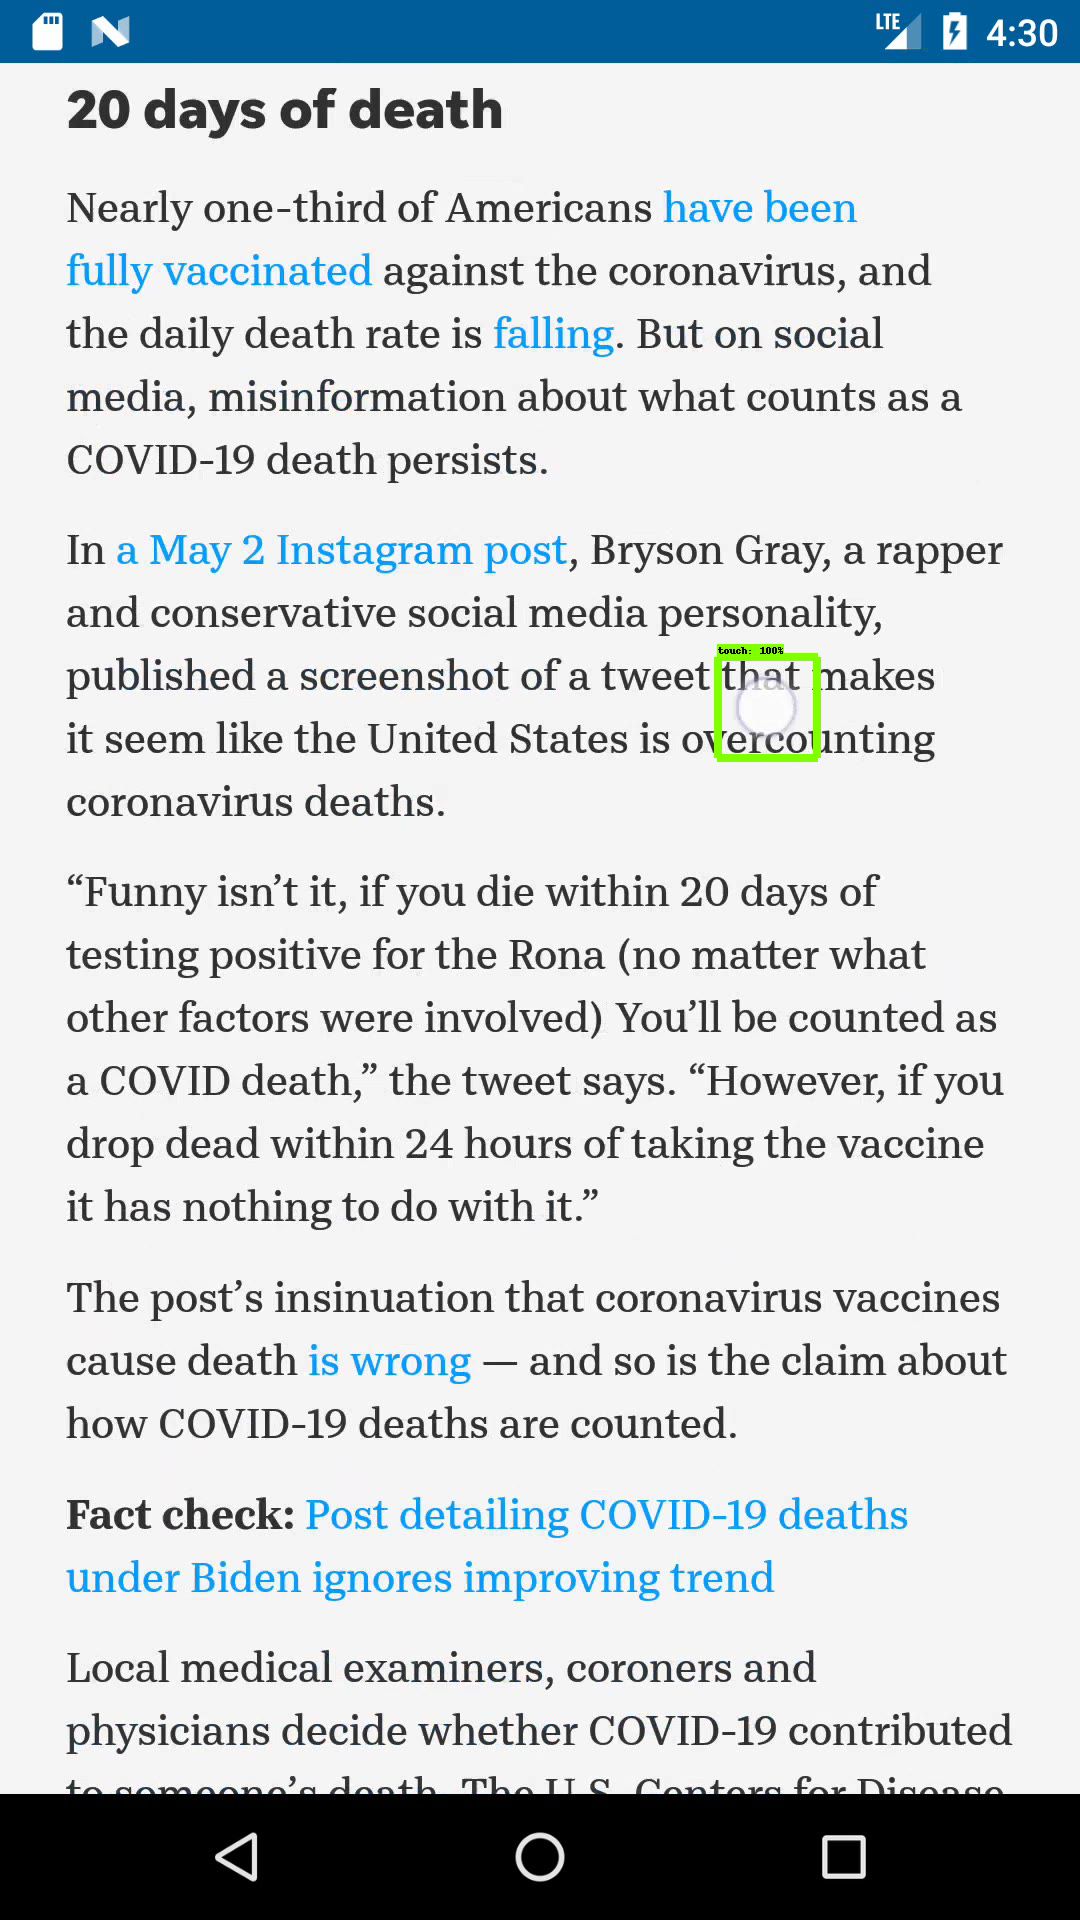 LTE 4:30
20 days of death
Nearly one-third of Americans have been
fully vaccinated against the coronavirus, and
the daily death rate is falling. But on social
media, misinformation about what counts as a
COVID-19 death persists.
In a May 2 Instagram post, Bryson Gray, a rapper
and conservative social media personality,
touch: 100%
published a screenshot of a tweet that makes
it seem like the United States is overcounting
coronavirus deaths.
“Funny isn’t it, if you die within 20 days of
testing positive for the Rona (no matter what
other factors were involved) You’ll be counted as
a COVID death,” the tweet says. “However, if you
drop dead within 24 hours of taking the vaccine
it has nothing to do with it.”
The post’s insinuation that coronavirus vaccines
cause death is wrong — and so is the claim about
how COVID-19 deaths are counted.
Fact check: Post detailing COVID-19 deaths
under Biden ignores improving trend
Local medical examiners, coroners and
physicians decide whether COVID-19 contributed
to someone’s death. The U.S. Centers for Disease